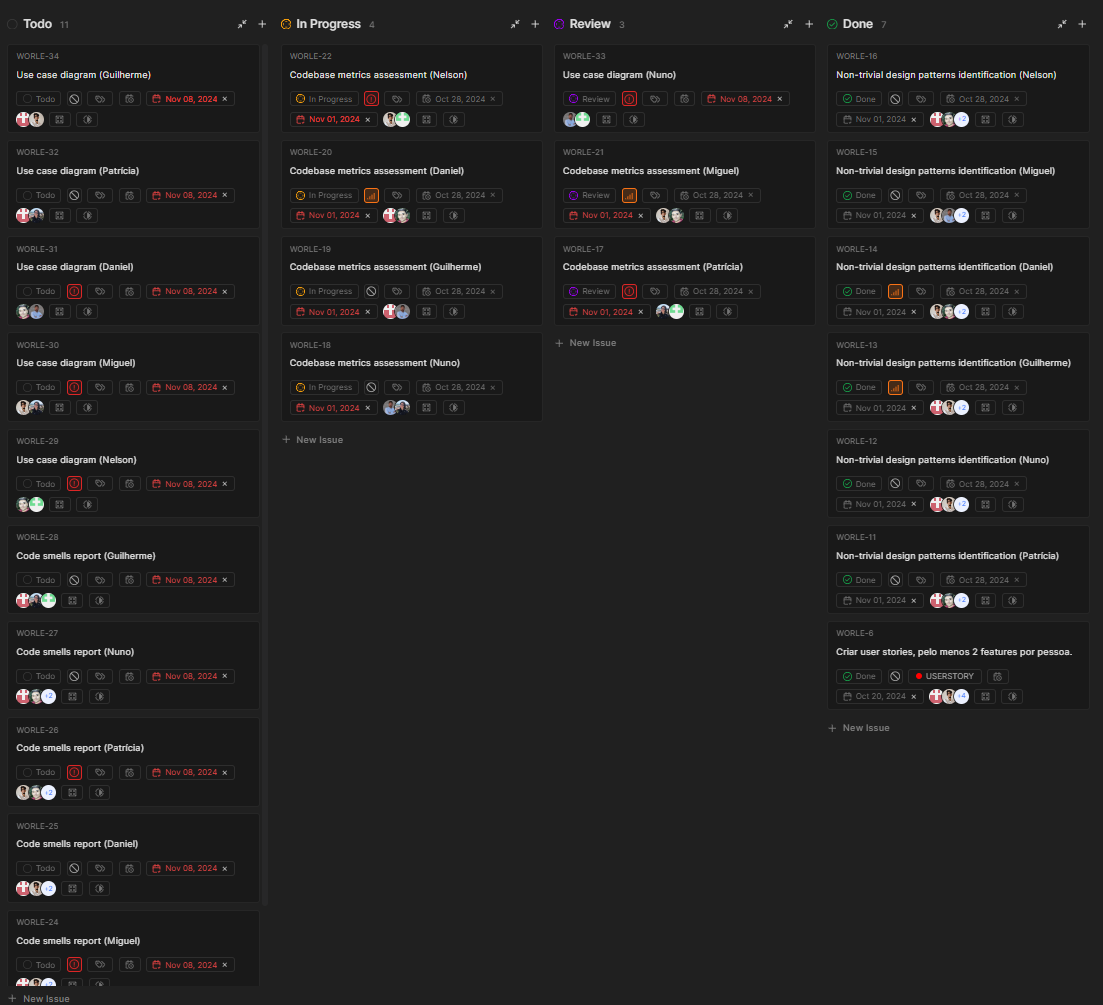 Todo 11
WORLE-34
Use case diagram (Guilherme)
Todo Nov 08, 2024 ×
WORLE-32
Use case diagram (Patrícia)
Todo Nov 08, 2024 ×
WORLE-31
Use case diagram (Daniel)
Todo Nov 08, 2024 ×
WORLE-30
Use case diagram (Miguel)
Todo Nov 08, 2024 ×
WORLE-29
Use case diagram (Nelson)
Todo Nov 08, 2024 ×
WORLE-28
Code smells report (Guilherme)
Todo Nov 08, 2024 ×
WORLE-27
Code smells report (Nuno)
Todo Nov 08, 2024 ×
+2
WORLE-26
Code smells report (Patrícia)
Todo Nov 08, 2024 ×
+2
WORLE-25
Code smells report (Daniel)
Todo Nov 08, 2024 ×
+2
WORLE-24
Code smells report (Miguel)
Todo Nov 08, 2024 ×
+ New Issue
In Progress 4
WORLE-22
Codebase metrics assessment (Nelson)
In Progress Oct 28, 2024 ×
Nov 01, 2024 ×
WORLE-20
Codebase metrics assessment (Daniel)
In Progress Oct 28, 2024 ×
Nov 01, 2024 ×
WORLE-19
Codebase metrics assessment (Guilherme)
In Progress Oct 28, 2024 ×
Nov 01, 2024 ×
WORLE-18
Codebase metrics assessment (Nuno)
In Progress Oct 28, 2024 ×
Nov 01, 2024 ×
+ New Issue
Review 3
WORLE-33
Use case diagram (Nuno)
Review Nov 08, 2024 ×
WORLE-21
Codebase metrics assessment (Miguel)
Review Oct 28, 2024 ×
Nov 01, 2024 ×
WORLE-17
Codebase metrics assessment (Patrícia)
Review Oct 28, 2024 ×
Nov 01, 2024 ×
+ New Issue
Done 7
WORLE-16
Non-trivial design patterns identification (Nelson)
Done Oct 28, 2024 ×
Nov 01, 2024 × +2
WORLE-15
Non-trivial design patterns identification (Miguel)
Done Oct 28, 2024 ×
Nov 01, 2024 × +2
WORLE-14
Non-trivial design patterns identification (Daniel)
Done Oct 28, 2024 ×
Nov 01, 2024 × +2
WORLE-13
Non-trivial design patterns identification (Guilherme)
Done Oct 28, 2024 ×
Nov 01, 2024 × +2
WORLE-12
Non-trivial design patterns identification (Nuno)
Done Oct 28, 2024 ×
Nov 01, 2024 × +2
WORLE-11
Non-trivial design patterns identification (Patrícia)
Done Oct 28, 2024 ×
Nov 01, 2024 × +2
WORLE-6
Criar user stories, pelo menos 2 features por pessoa.
Done USERSTORY
Oct 20, 2024 × +4
+ New Issue